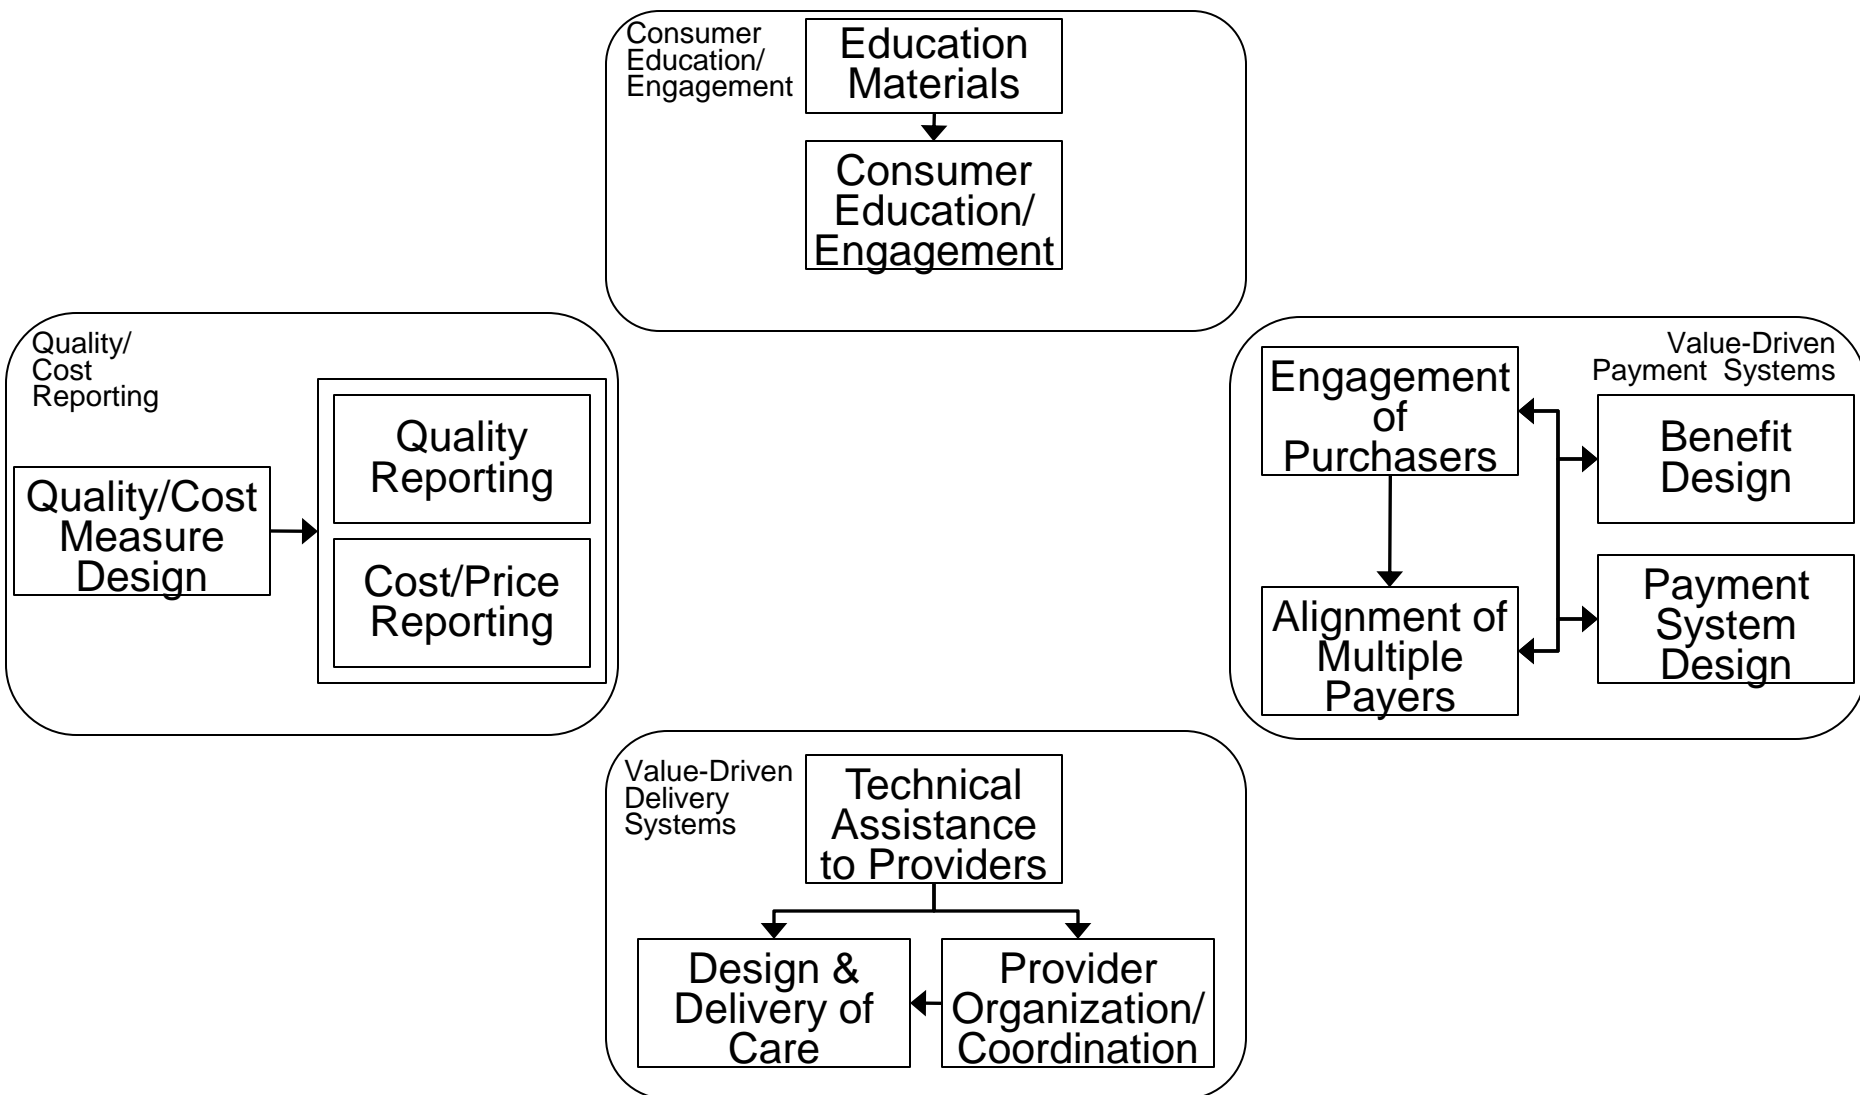 Consumer
Education/
Engagement
Education
Materials
Consumer
Education/
Engagement
Quality/
Cost
Reporting
Quality/Cost
Measure
Design
Quality
Reporting
Cost/Price
Reporting
Value-Driven
Payment  Systems
Engagement
of
Purchasers
Benefit
Design
Alignment of
Multiple
Payers
Payment
System
Design
Value-Driven
Delivery
Systems
Technical
Assistance
to Providers
Design &
Delivery of
Care
Provider
Organization/
Coordination